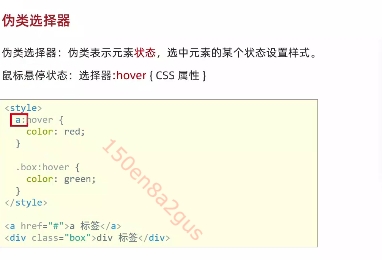 伪类选择器
伪类选择器：伪类表示元素状态，选中元素的某个状态设置样式。
鼠标悬停状态：选择器:hover { CSS 属性 }
<style>
  a:hover {
    color: red;
  }

  .box:hover {
    color: green;
  }
</style>

<a href="#">a 标签</a>
<div class="box">div 标签</div>
150en8a2gus